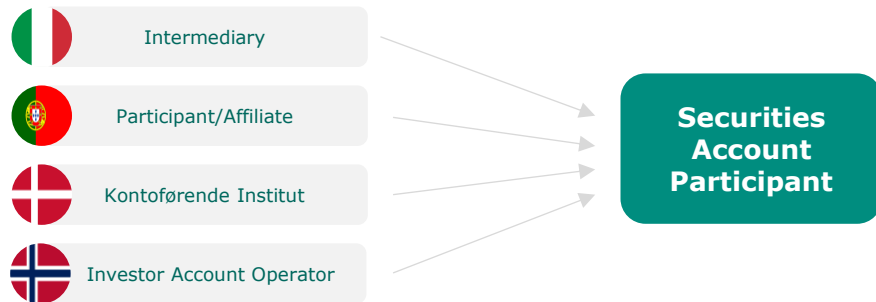 Intermediary
Participant/Affiliate
Kontoførende Institut
Investor Account Operator
Securities
Account
Participant